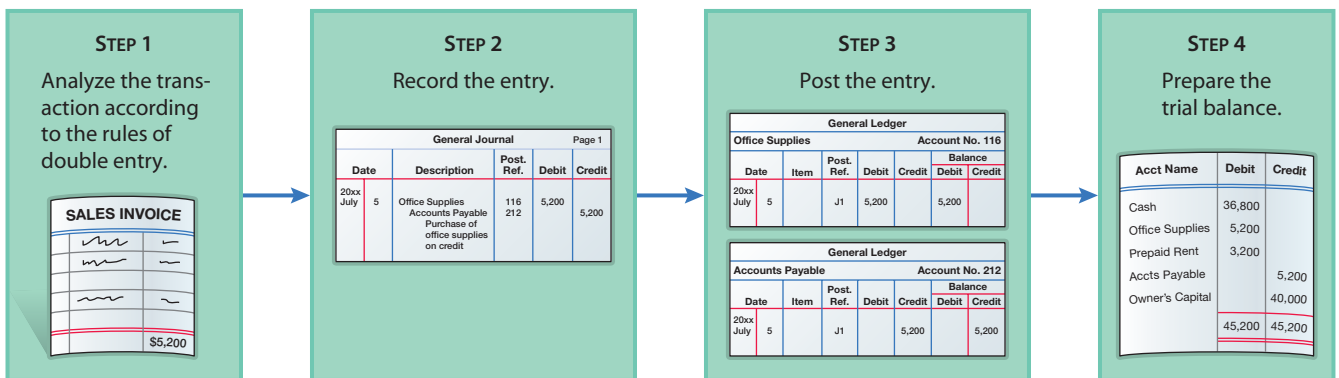 STEP 1
Analyze the trans-
action according
to the rules of
double entry.
SALES INVOICE
$5,200
STEP 2
Record the entry.
General Journal Page 1
Date Description Post. Ref. Debit Credit
20xx
July 5 Office Supplies 116 5,200
Accounts Payable 212 5,200
Purchase of
office supplies
on credit
STEP 3
Post the entry.
General Ledger
Office Supplies Account No. 116
Balance
Date Item Post. Ref. Debit Credit Debit Credit
20xx
July 5 J1 5,200 5,200
General Ledger
Accounts Payable Account No. 212
Balance
Date Item Post. Ref. Debit Credit Debit Credit
20xx
July 5 J1 5,200 5,200
STEP 4
Prepare the
trial balance.
Acct Name Debit Credit
Cash 36,800
Office Supplies 5,200
Prepaid Rent 3,200
Accts Payable 5,200
Owner's Capital 40,000
45,200 45,200